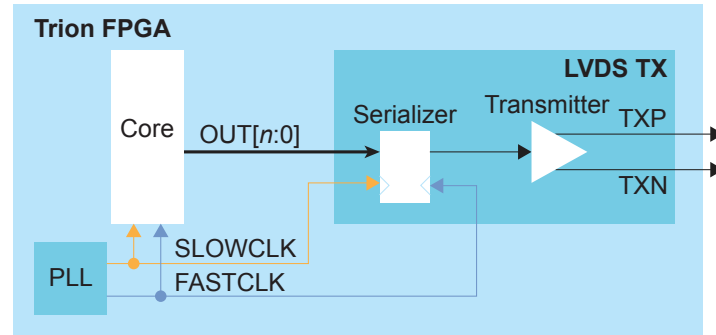 Trion FPGA
LVDS TX
Core
Serializer
Transmitter
OUT[n:0]
TXP
TXN
SLOWCLK
PLL
FASTCLK